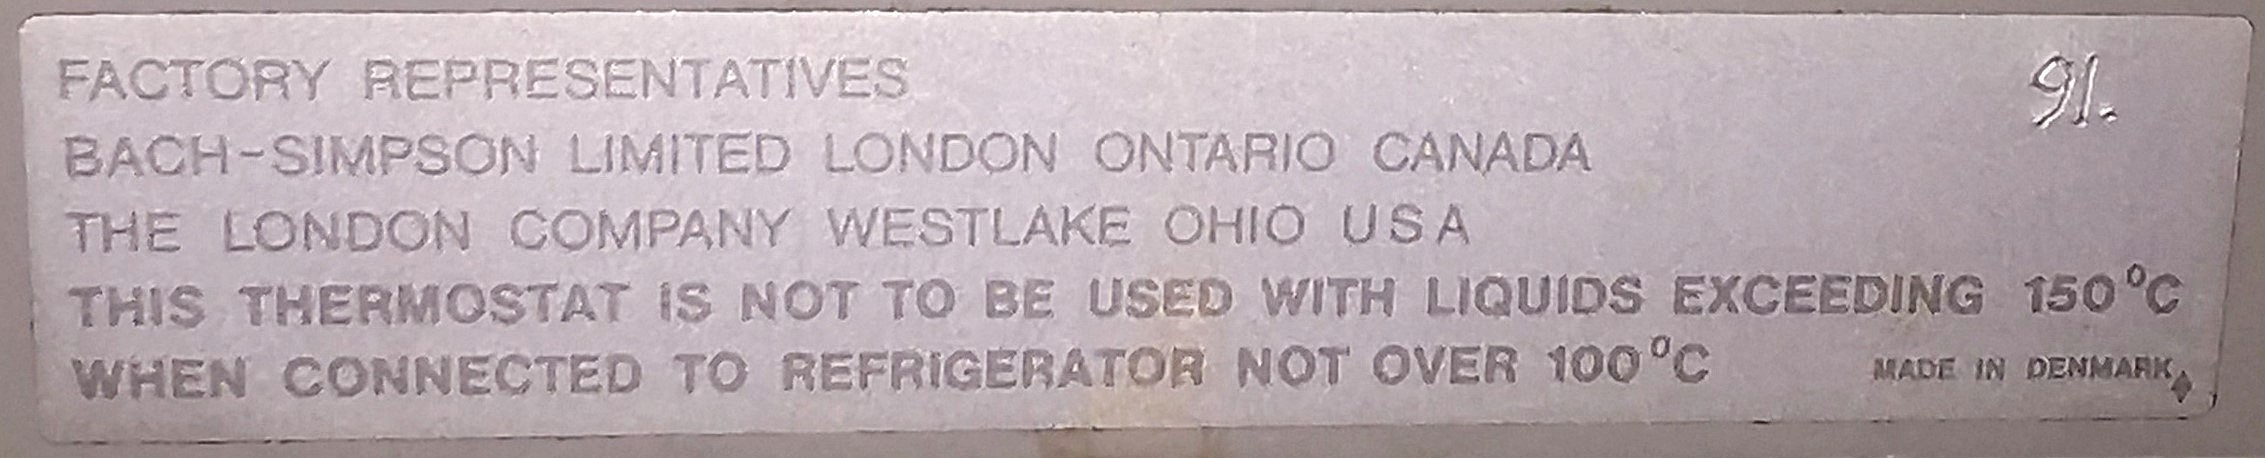 FACTORY REPRESENTATIVES
91.
BACH-SIMPSON LIMITED LONDON ONTARIO CANADA
THE LONDON COMPANY WESTLAKE OHIO USA
THIS THERMOSTAT IS NOT TO BE USED WITH LIQUIDS EXCEEDING 150°C
WHEN CONNECTED TO REFRIGERATOR NOT OVER 100°C
MADE IN DENMARK